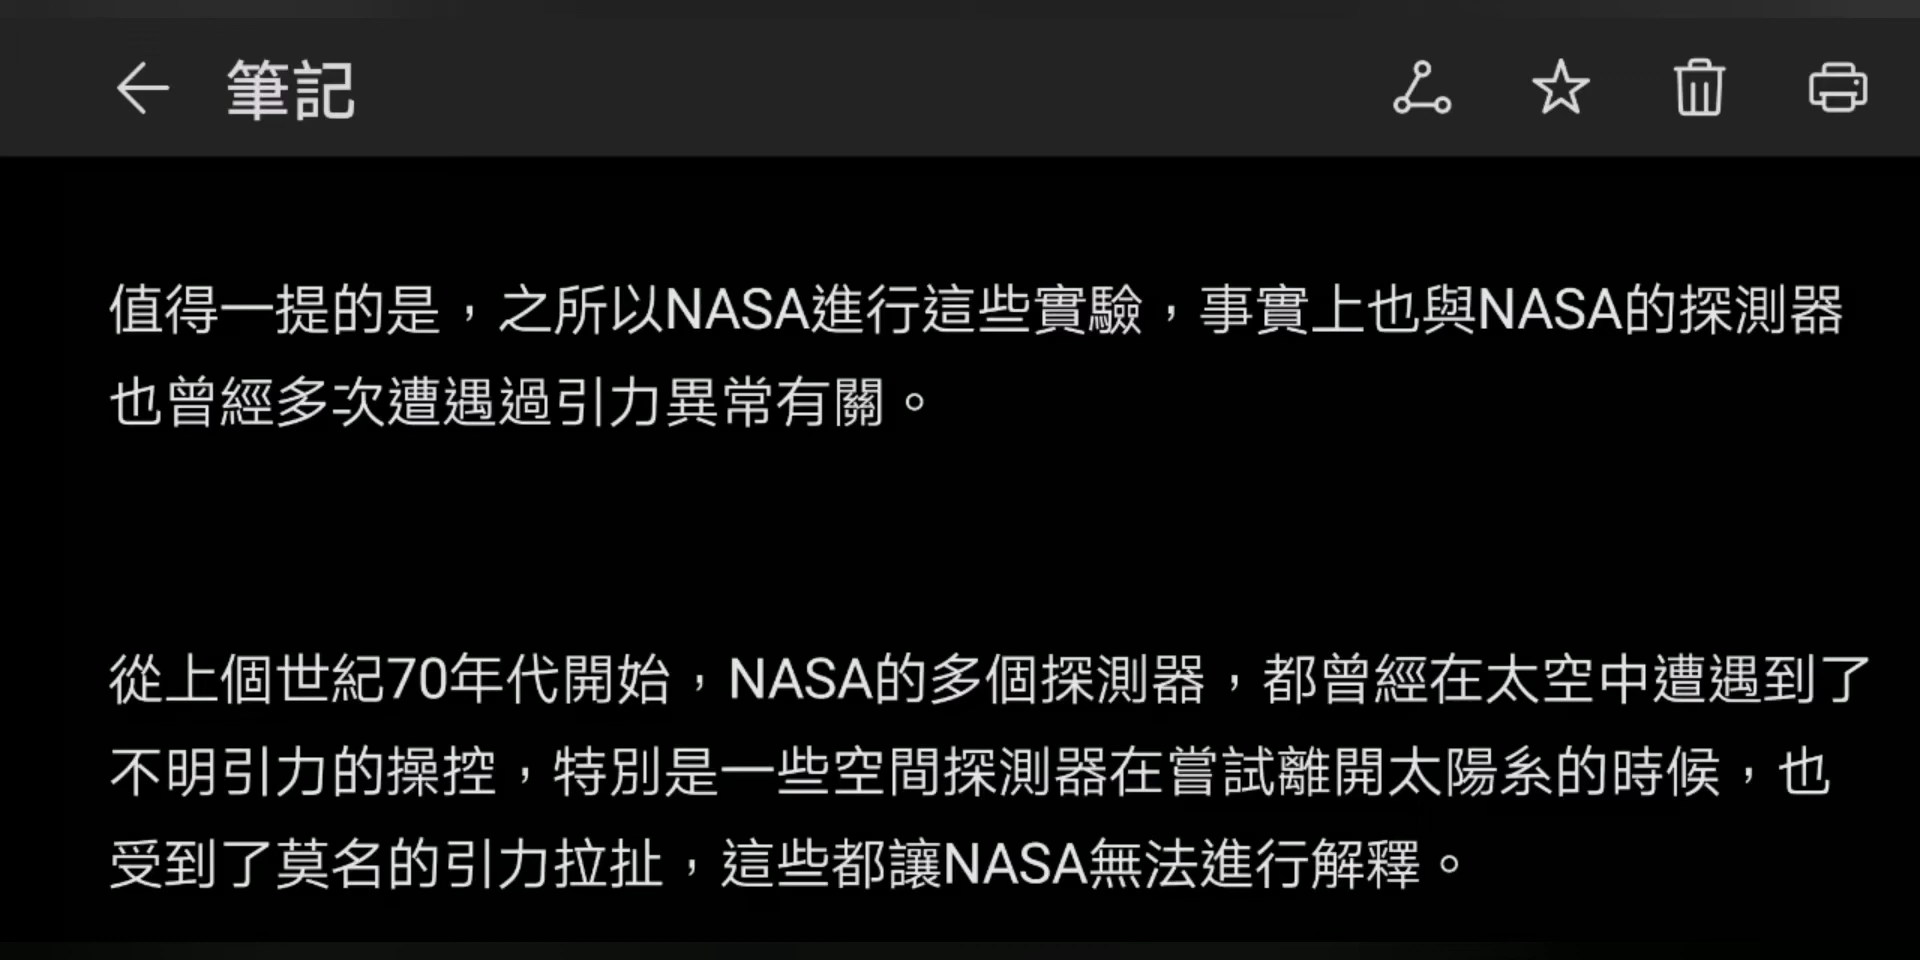 筆記
值得一提的是，之所以NASA進行這些實驗，事實上也與NASA的探測器
也曾經多次遭遇過引力異常有關。
從上個世紀70年代開始，NASA的多個探測器，都曾經在太空中遭遇到了
不明引力的操控，特別是一些空間探測器在嘗試離開太陽系的時候，也
受到了莫名的引力拉扯，這些都讓NASA無法進行解釋。